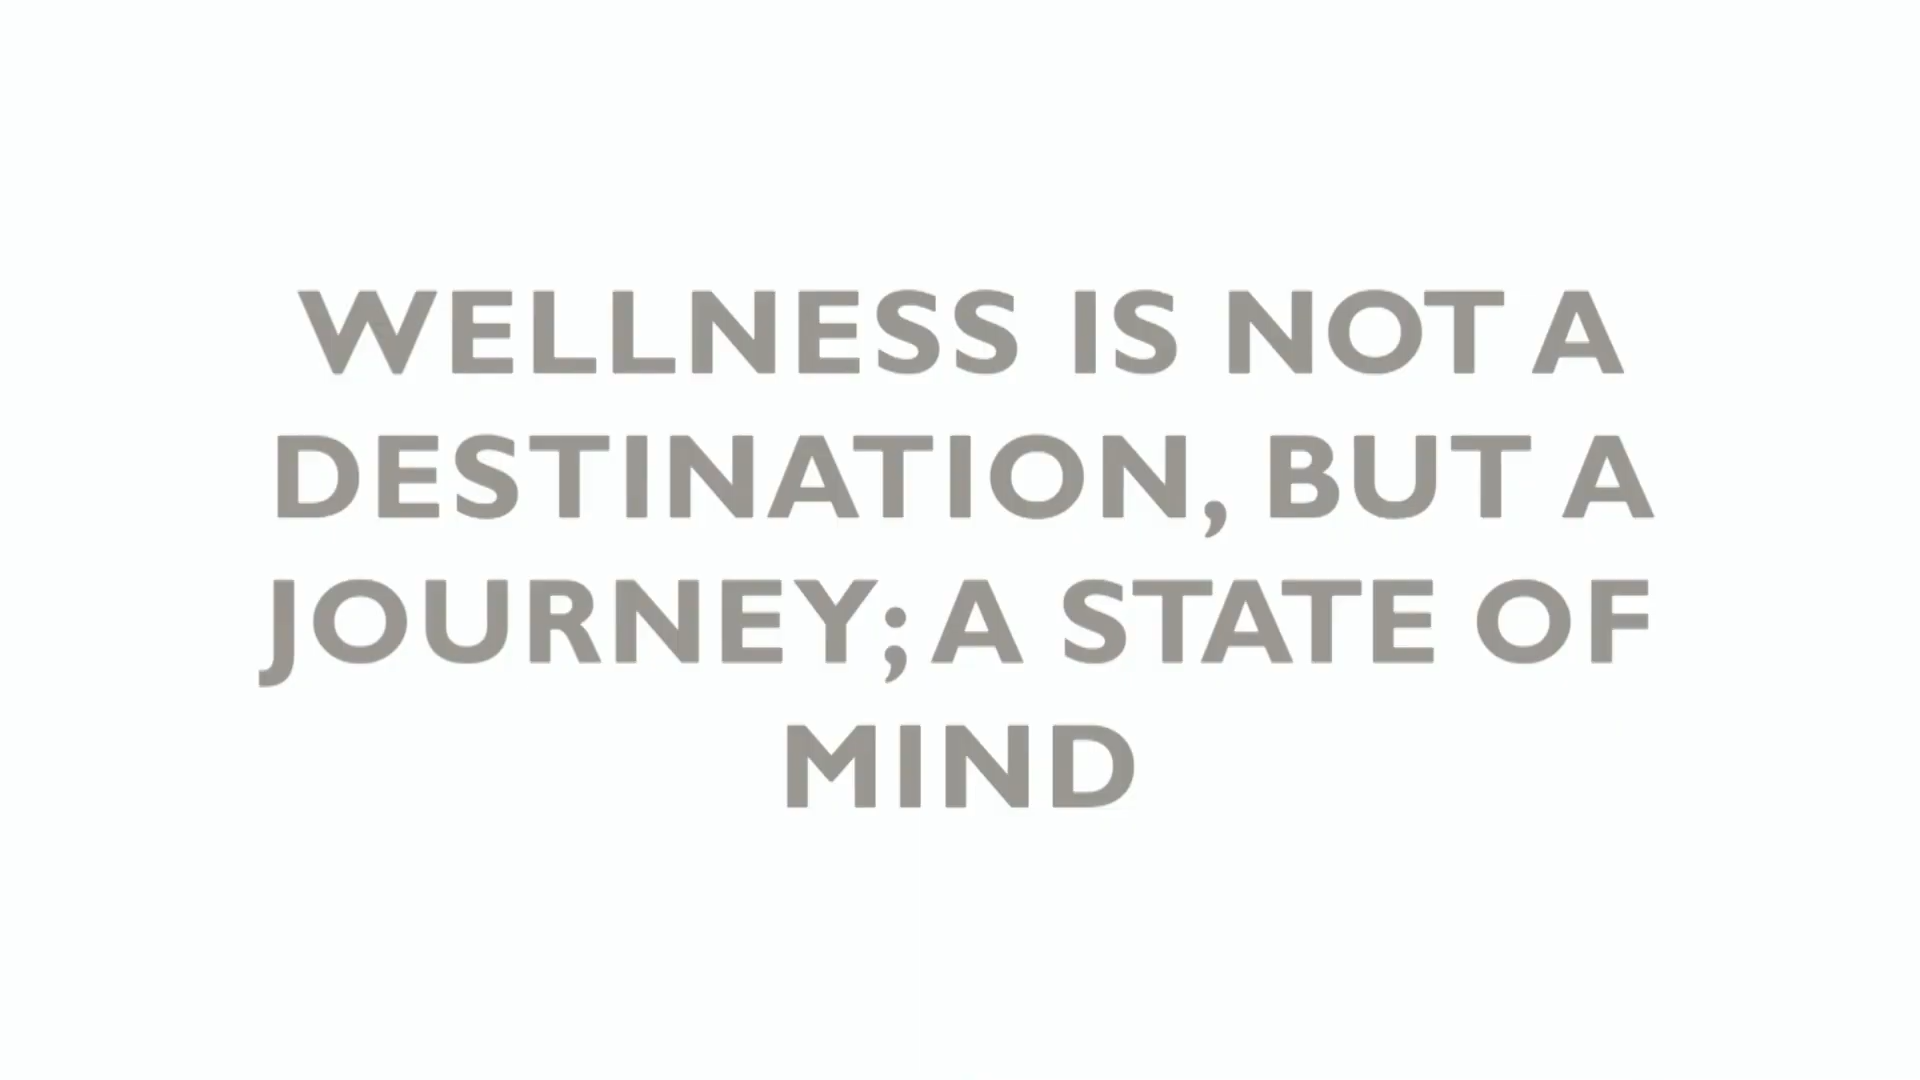 WELLNESS IS NOT A
DESTINATION, BUT A
JOURNEY; A STATE OF
MIND